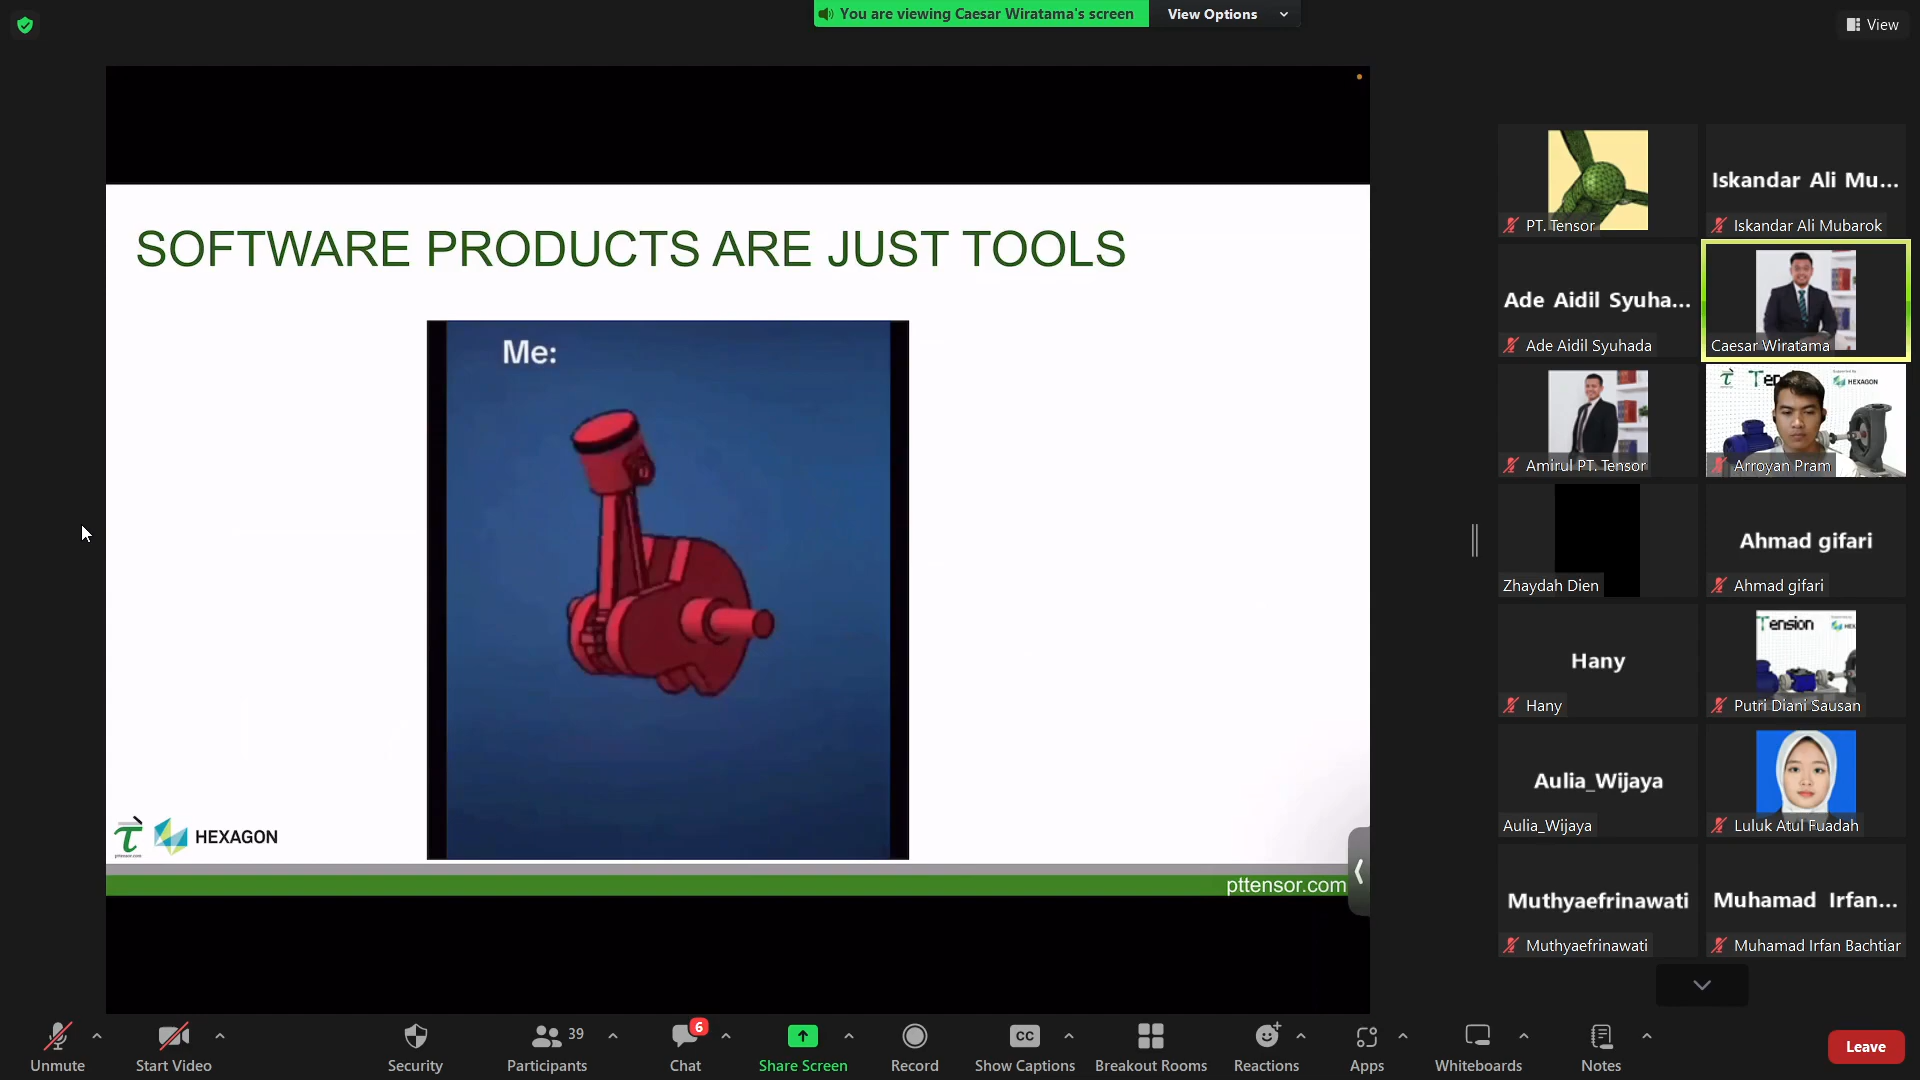 You are viewing Caesar Wiratama's screen
View Options
View
SOFTWARE PRODUCTS ARE JUST TOOLS
Me:
pttensor.com
HEXAGON
pttensor.com
PT. Tensor
Iskandar Ali Mu...
Iskandar Ali Mubarok
Ade Aidil Syuha...
Ade Aidil Syuhada
Caesar Wiratama
Amirul PT. Tensor
HEXAGON
Arroyan Pram
Zhaydah Dien
Ahmad gifari
Ahmad gifari
Hany
Hany
Tension
Putri Diani Sausan
Aulia_Wijaya
Aulia_Wijaya
Luluk Atul Fuadah
Muthyaefrinawati
Muthyaefrinawati
Muhamad Irfan...
Muhamad Irfan Bachtiar
Unmute
Start Video
Security
39
Participants
6
Chat
Share Screen
Record
CC
Show Captions
Breakout Rooms
Reactions
Apps
Whiteboards
Notes
Leave